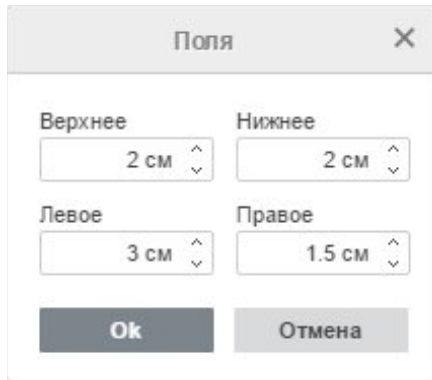 Поля
Верхнее Нижнее
2 см 2 см
Левое Правое
3 см 1.5 см
Ok Отмена